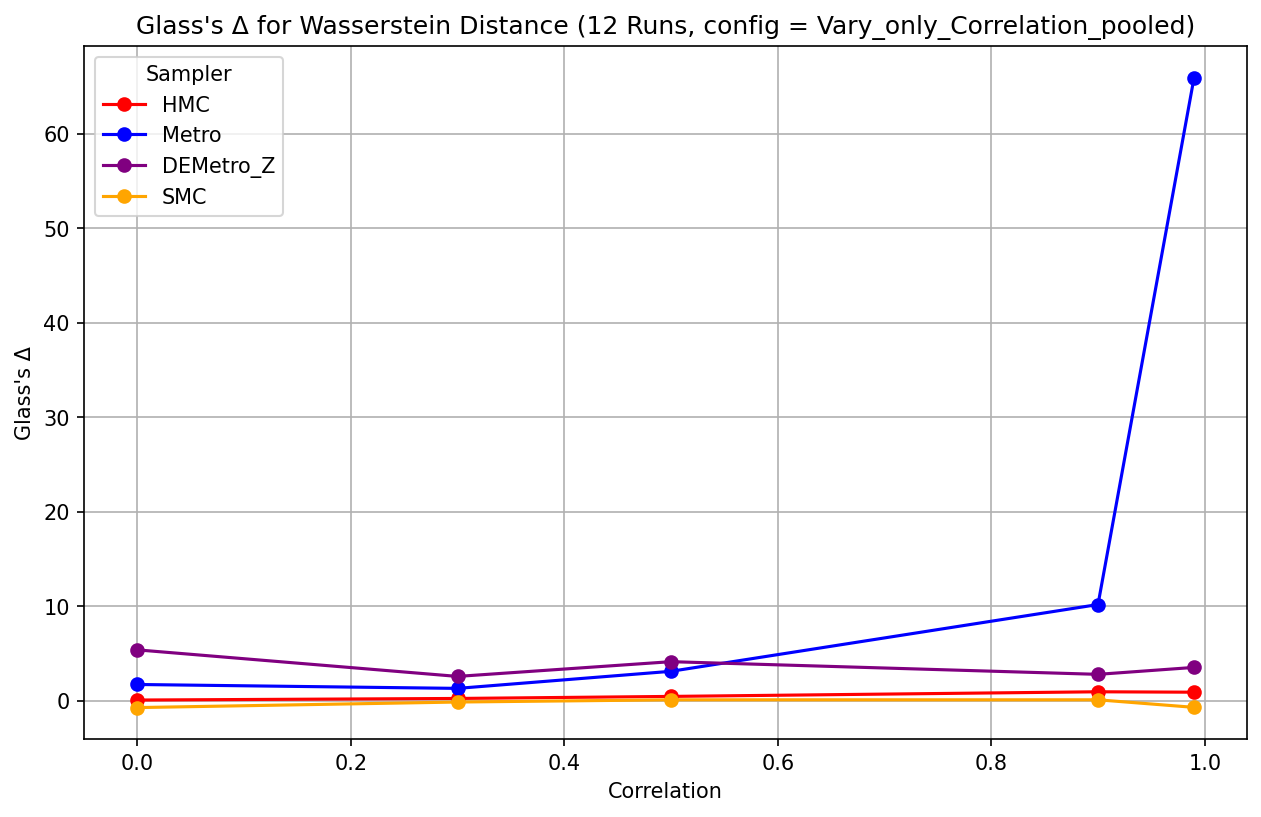 Glass's Δ for Wasserstein Distance (12 Runs, config = Vary_only_Correlation_pooled)
Sampler
HMC
Metro
DEMetro_Z
SMC
Glass's Δ
60
50
40
30
20
10
0
0.0 0.2 0.4 0.6 0.8 1.0
Correlation